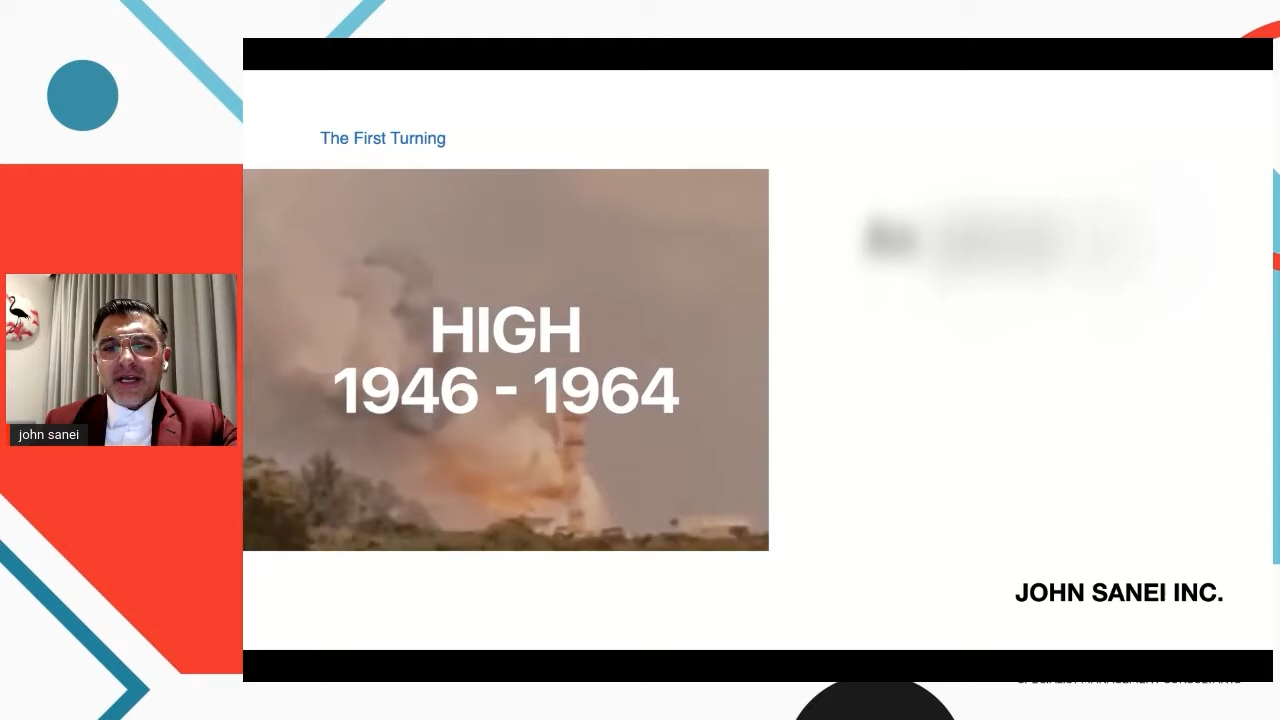 The First Turning
HIGH
1946 - 1964
john sanei
JOHN SANEI INC.